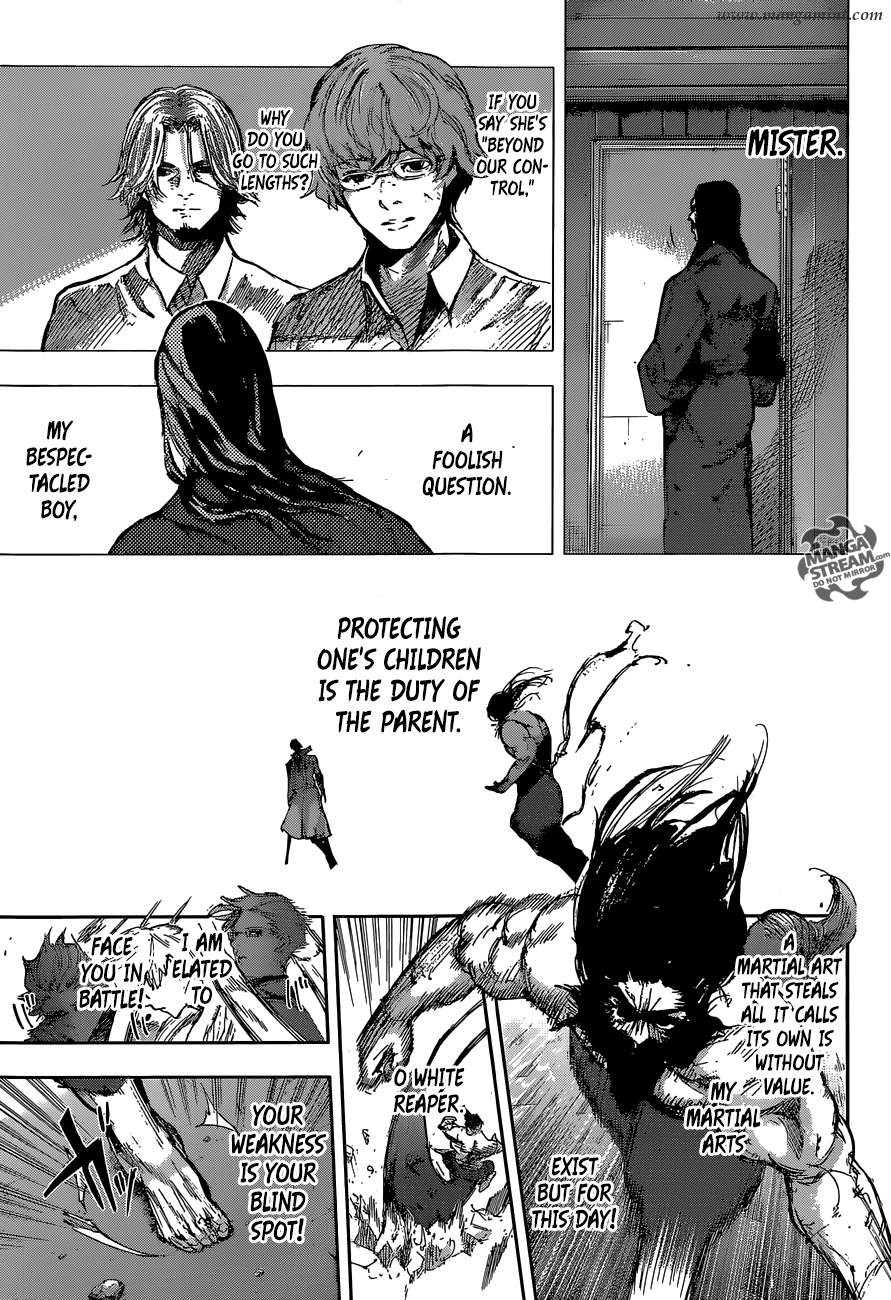 www.mangamint.com
MISTER.
IF YOU
SAY SHE'S
"BEYOND
OUR CON-
TROL,"
WHY
DO YOU
GO TO SUCH
LENGTHS?
A
FOOLISH
QUESTION.
MY
BESPEC-
TACLED
BOY,
MANGA
STREAM.com
DO NOT MIRROR
PROTECTING
ONE'S CHILDREN
IS THE DUTY OF
THE PARENT.
A
MARTIAL ART
THAT STEALS
ALL IT CALLS
ITS OWN IS
WITHOUT
VALUE.
MY
MARTIAL
ARTS
EXIST
BUT FOR
THIS DAY!
O WHITE
REAPER.
I AM
ELATED
TO
FACE
YOU IN
BATTLE!
YOUR
WEAKNESS
IS YOUR
BLIND
SPOT!